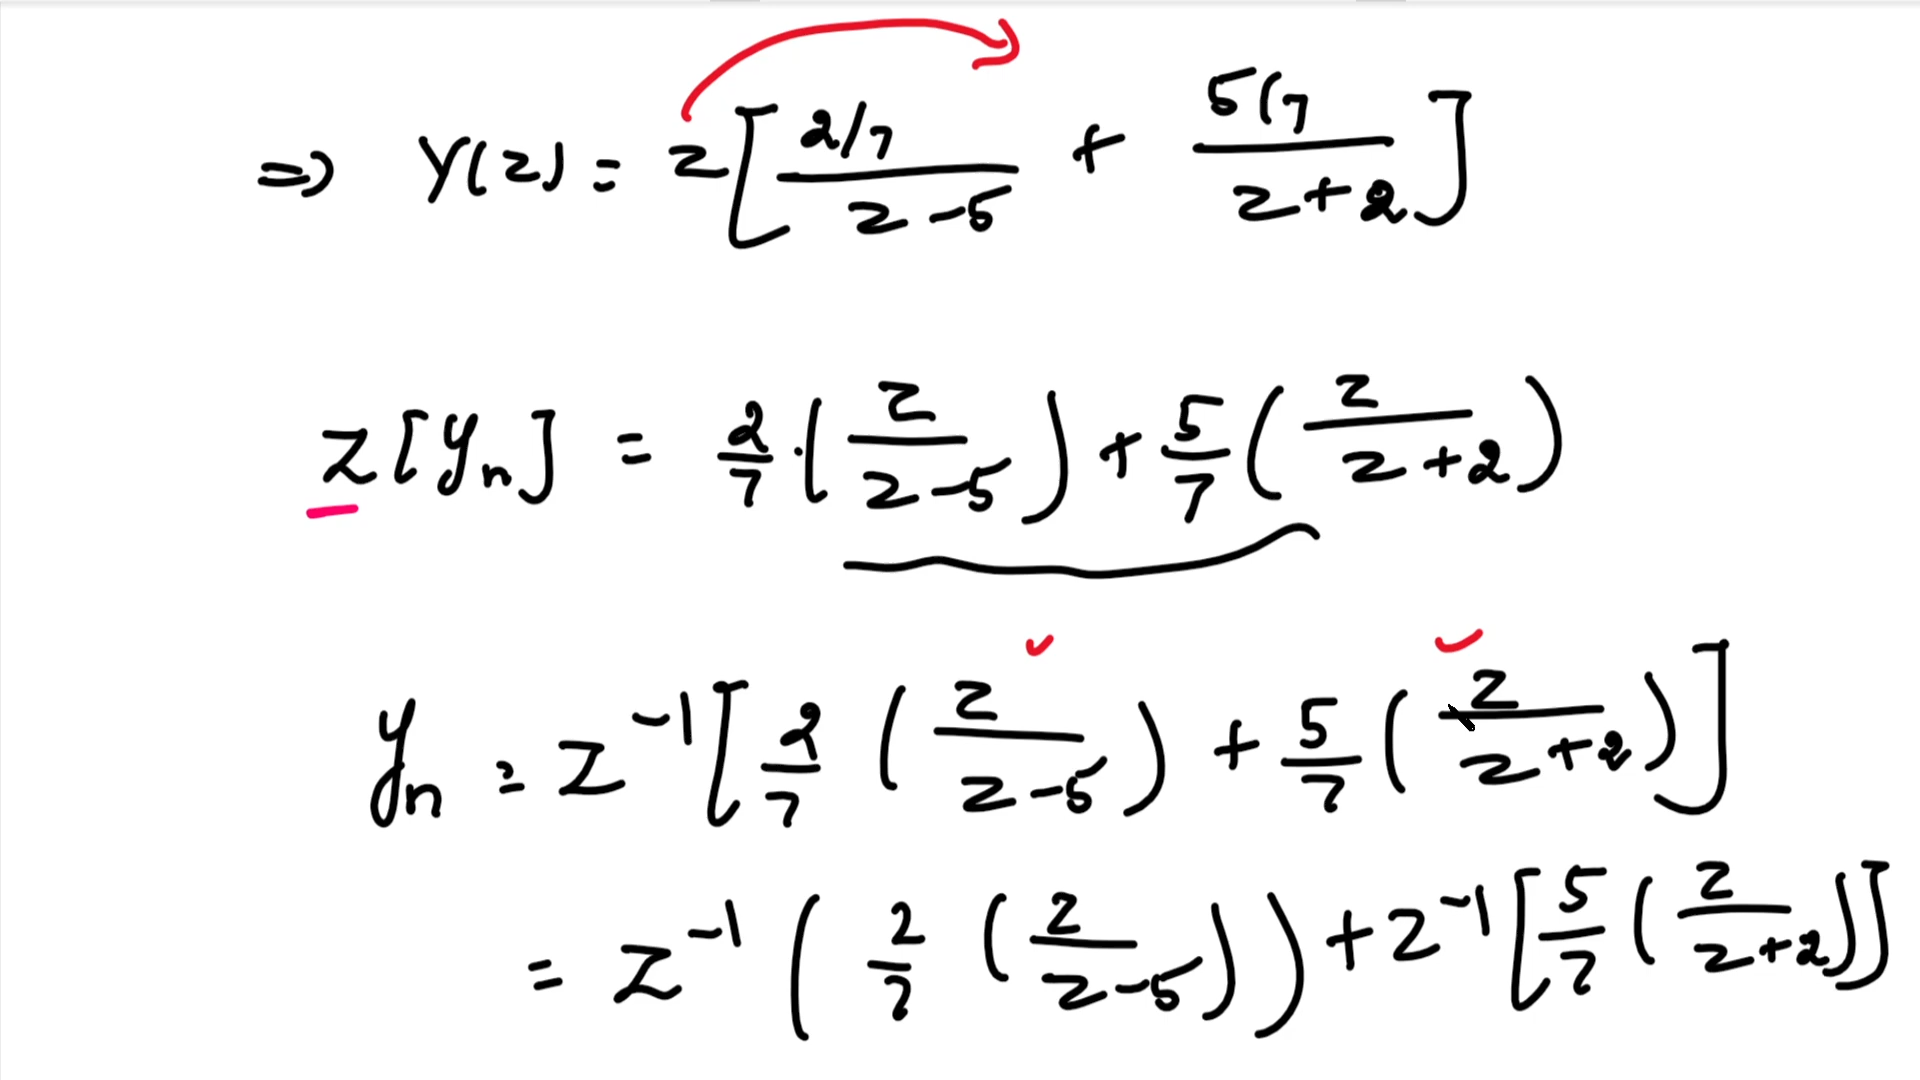 ⇒ Y(z) = z [ (2/7)/(z-5) + (5/7)/(z+2) ]
z[yn] = 2/7 · ( z/(z-5) ) + 5/7 ( z/(z+2) )
yn = z^-1 [ 2/7 ( z/(z-5) ) + 5/7 ( z/(z+2) ) ]
= z^-1 ( 2/7 ( z/(z-5) ) ) + z^-1 [ 5/7 ( z/(z+2) ) ]